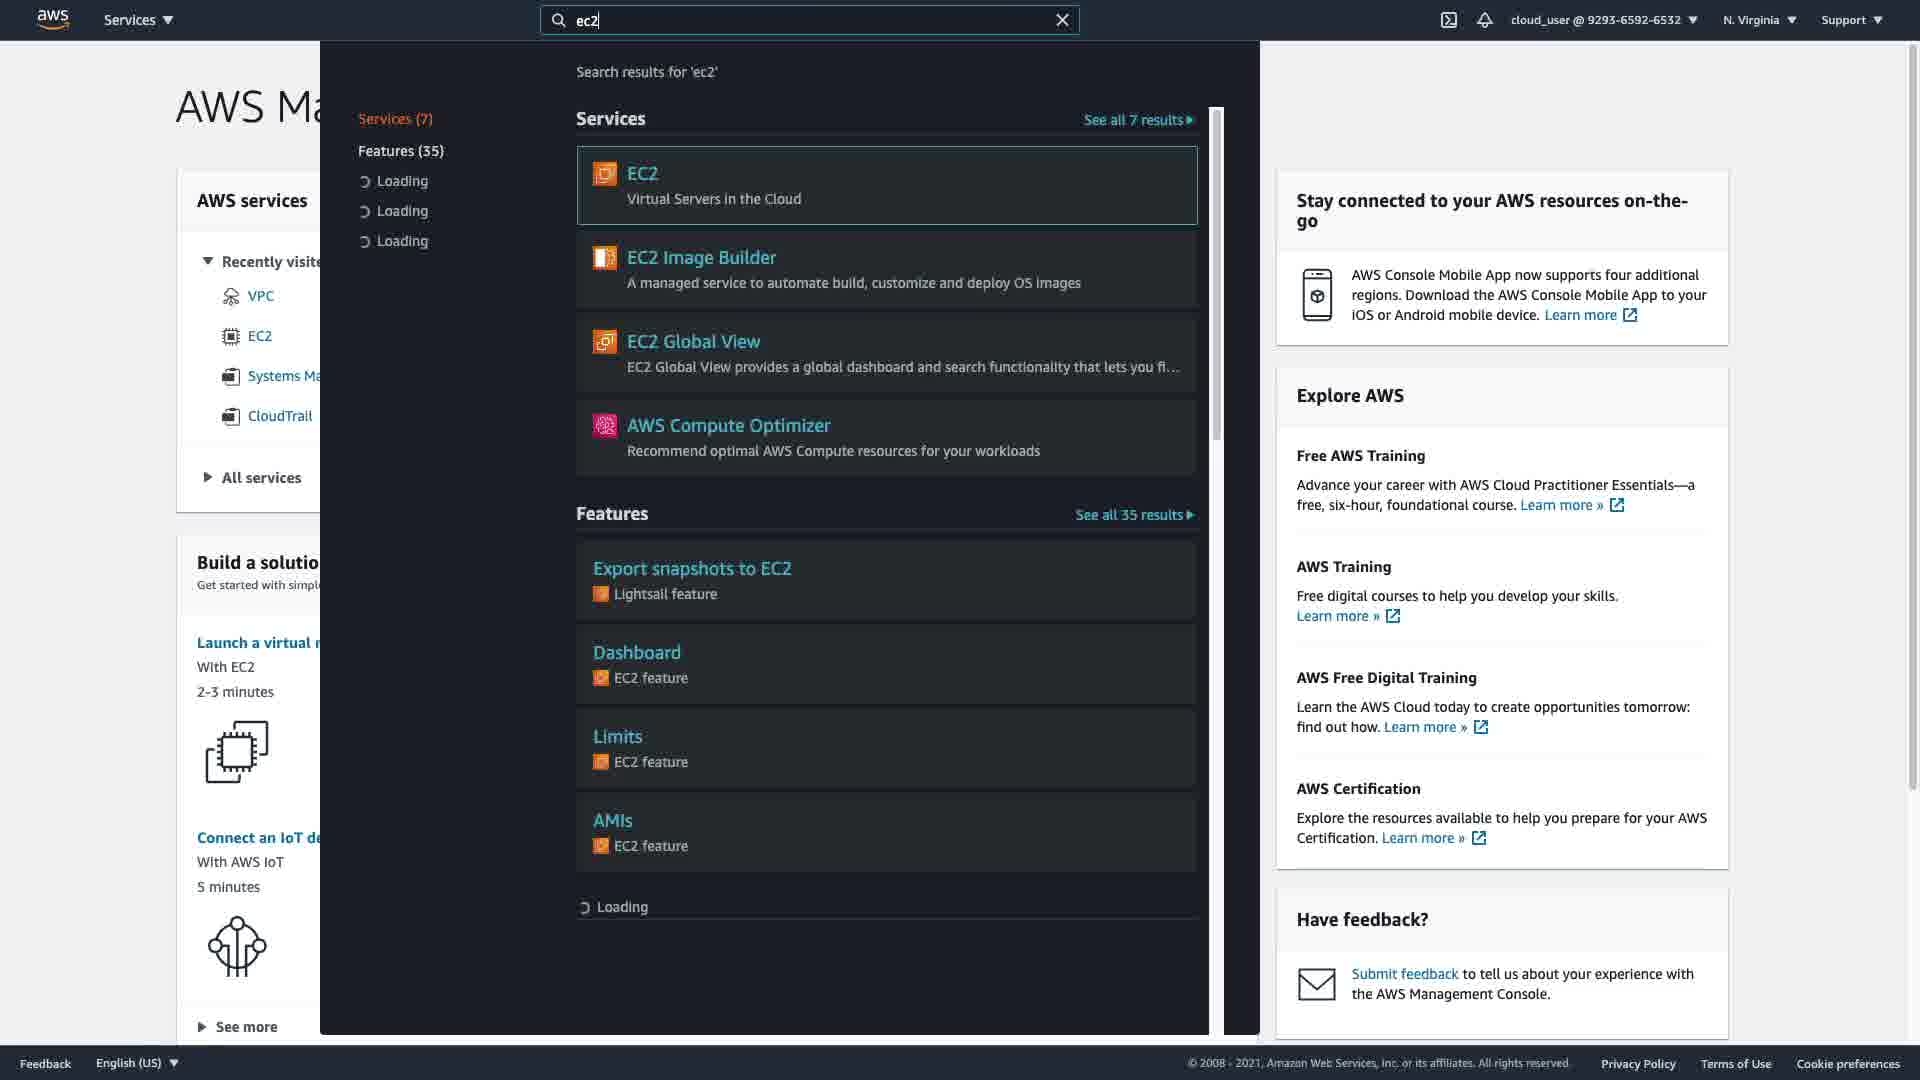 aws
Services
ec2
cloud_user @ 9293-6592-6532
N. Virginia
Support
Search results for 'ec2'
AWS Ma
AWS services
Recently visite
VPC
EC2
Systems Ma
CloudTrail
All services
Build a solutio
Get started with simple
Launch a virtual
With EC2
2-3 minutes
Connect an IoT de
With AWS IoT
5 minutes
See more
Services (7)
Features (35)
Loading
Loading
Loading
Services
See all 7 results
EC2
Virtual Servers in the Cloud
EC2 Image Builder
A managed service to automate build, customize and deploy OS images
EC2 Global View
EC2 Global View provides a global dashboard and search functionality that lets you fi...
AWS Compute Optimizer
Recommend optimal AWS Compute resources for your workloads
Features
See all 35 results
Export snapshots to EC2
Lightsail feature
Dashboard
EC2 feature
Limits
EC2 feature
AMIs
EC2 feature
Loading
Stay connected to your AWS resources on-the-
go
AWS Console Mobile App now supports four additional
regions. Download the AWS Console Mobile App to your
iOS or Android mobile device. Learn more
Explore AWS
Free AWS Training
Advance your career with AWS Cloud Practitioner Essentials—a
free, six-hour, foundational course. Learn more »
AWS Training
Free digital courses to help you develop your skills.
Learn more »
AWS Free Digital Training
Learn the AWS Cloud today to create opportunities tomorrow:
find out how. Learn more »
AWS Certification
Explore the resources available to help you prepare for your AWS
Certification. Learn more »
Have feedback?
Submit feedback to tell us about your experience with
the AWS Management Console.
Feedback
English (US)
© 2008 - 2021, Amazon Web Services, Inc. or its affiliates. All rights reserved.
Privacy Policy
Terms of Use
Cookie preferences